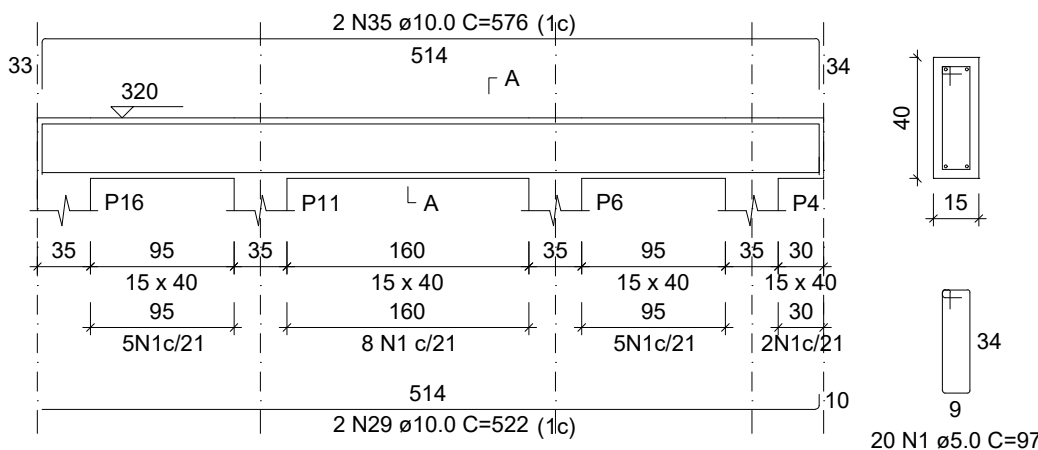 2 N35 ø10.0 C=576 (1c)
514
33
34
A
320
40
P16
P11
A
P6
P4
15
35
95
35
160
35
95
35
30
15 x 40
15 x 40
15 x 40
15 x 40
95
160
95
30
5N1c/21
8 N1 c/21
5N1c/21
2N1c/21
34
514
10
9
2 N29 ø10.0 C=522 (1c)
20 N1 ø5.0 C=97